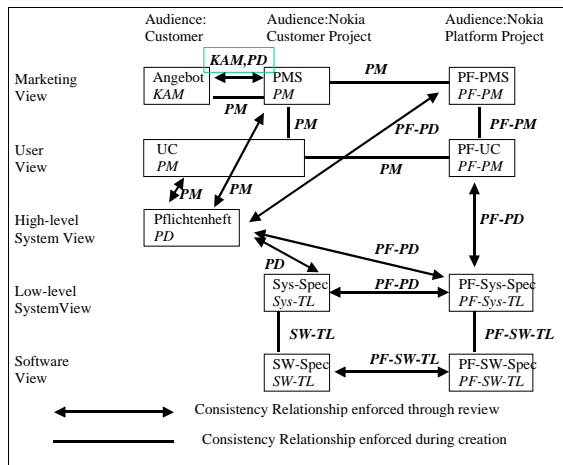 Audience:
Customer
Audience:Nokia
Customer Project
Audience:Nokia
Platform Project
Marketing
View
Angebot
KAM
KAM,PD
PM
PMS
PM
PM
PF-PMS
PF-PM
PM
PF-PD
PF-PM
User
View
UC
PM
PM
PF-UC
PF-PM
PM
PM
High-level
System View
Pflichtenheft
PD
PF-PD
PD
PF-PD
Low-level
SystemView
Sys-Spec
Sys-TL
PF-PD
PF-Sys-Spec
PF-Sys-TL
SW-TL
PF-SW-TL
Software
View
SW-Spec
SW-TL
PF-SW-TL
PF-SW-Spec
PF-SW-TL
Consistency Relationship enforced through review
Consistency Relationship enforced during creation